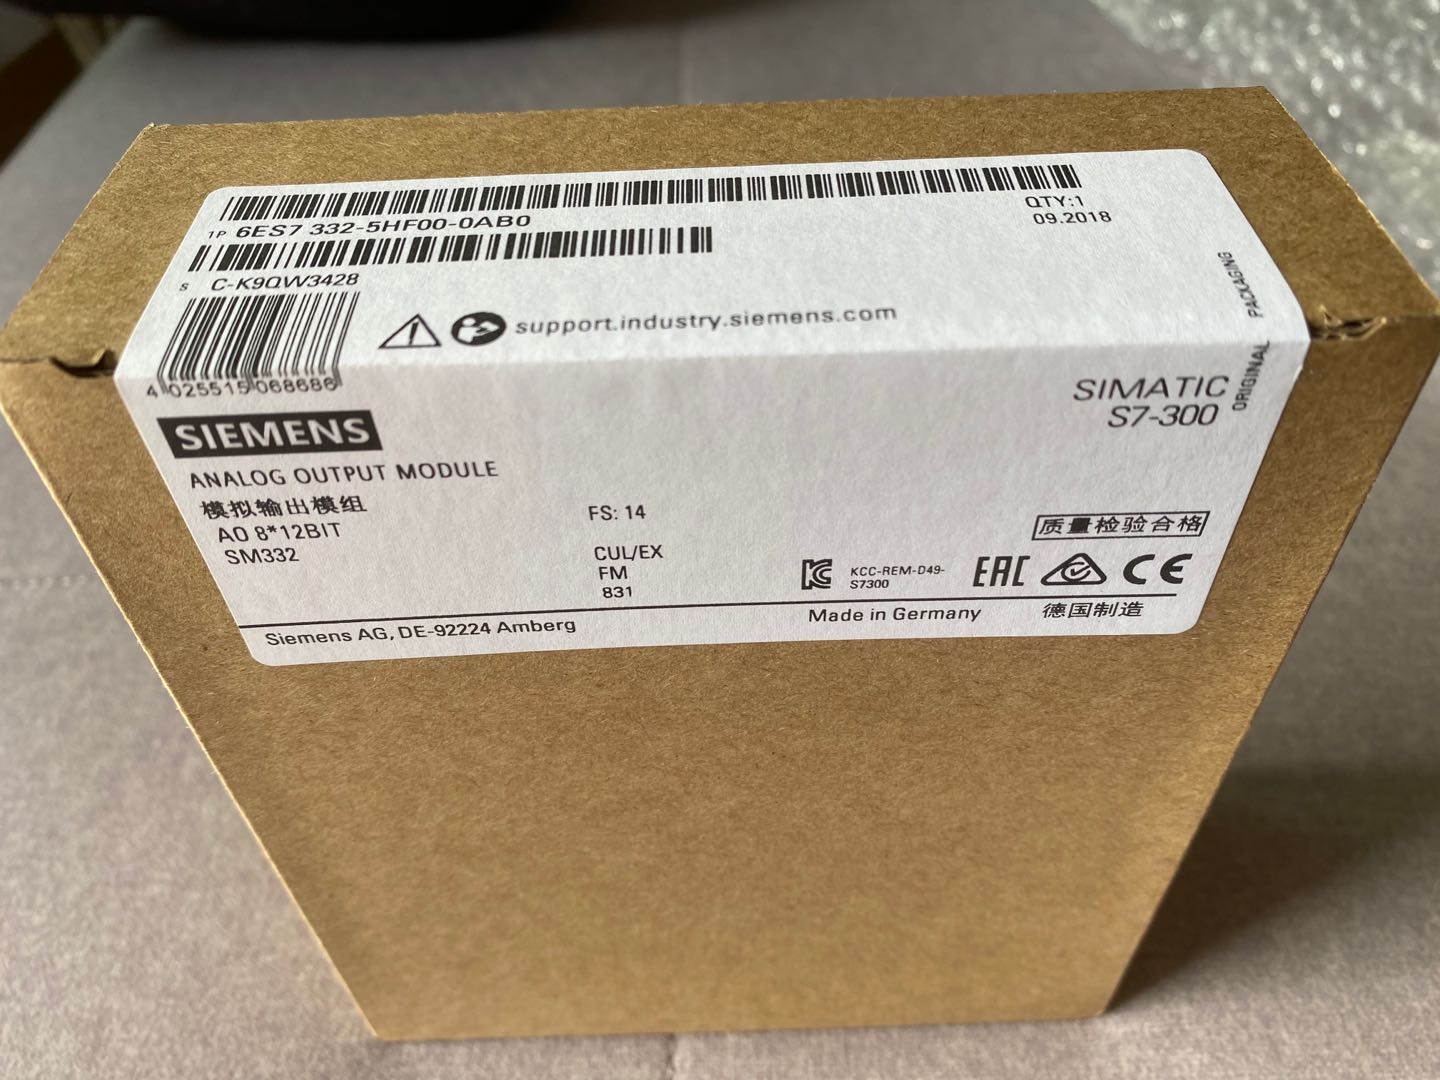 1P 6ES7 332-5HF00-0AB0
QTY:1
09.2018
S C-K9QW3428
4 025515 068686
support.industry.siemens.com
ORIGINAL PACKAGING
SIMATIC
S7-300
SIEMENS
ANALOG OUTPUT MODULE
模拟输出模组
AO 8*12BIT
SM332
FS: 14
CUL/EX
FM
831
质量检验合格
KCC-REM-D49-
S7300
EAC
CE
Siemens AG, DE-92224 Amberg
Made in Germany
德国制造